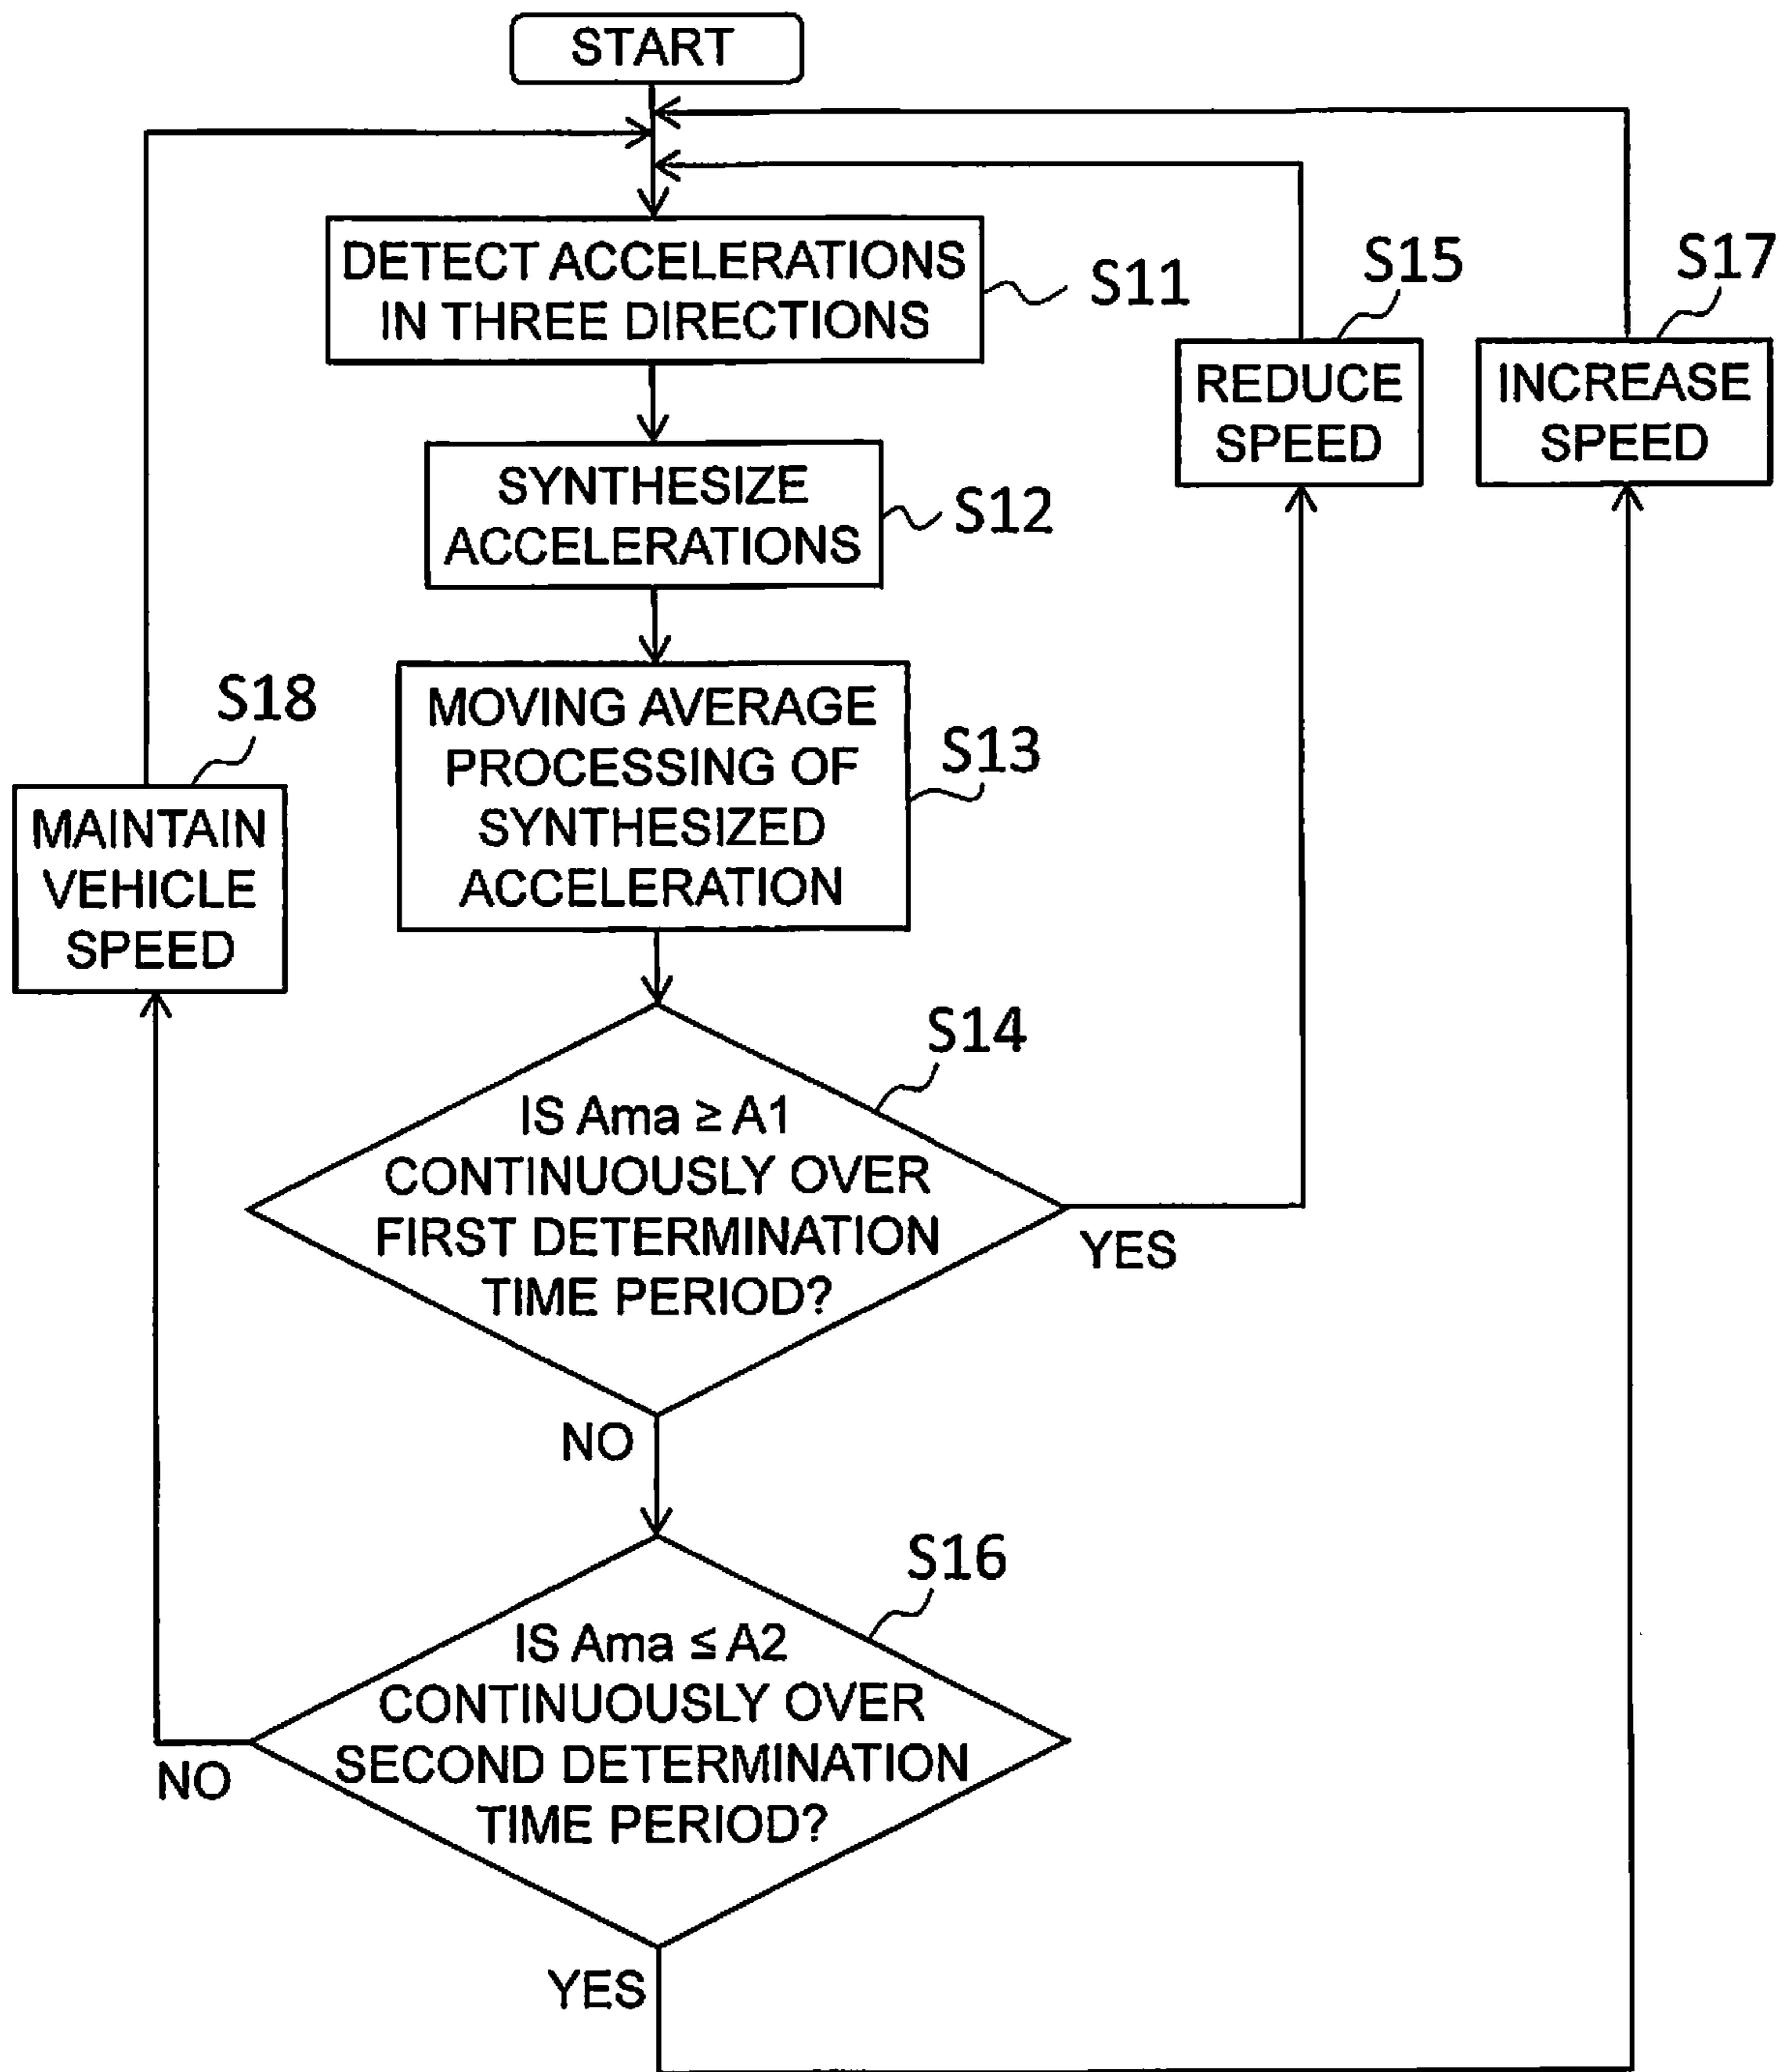 START
DETECT ACCELERATIONS
IN THREE DIRECTIONS
S11
SYNTHESIZE
ACCELERATIONS
S12
MOVING AVERAGE
PROCESSING OF
SYNTHESIZED
ACCELERATION
S13
IS Ama ≥ A1
CONTINUOUSLY OVER
FIRST DETERMINATION
TIME PERIOD?
S14
YES
NO
REDUCE
SPEED
S15
IS Ama ≤ A2
CONTINUOUSLY OVER
SECOND DETERMINATION
TIME PERIOD?
S16
YES
NO
INCREASE
SPEED
S17
MAINTAIN
VEHICLE
SPEED
S18